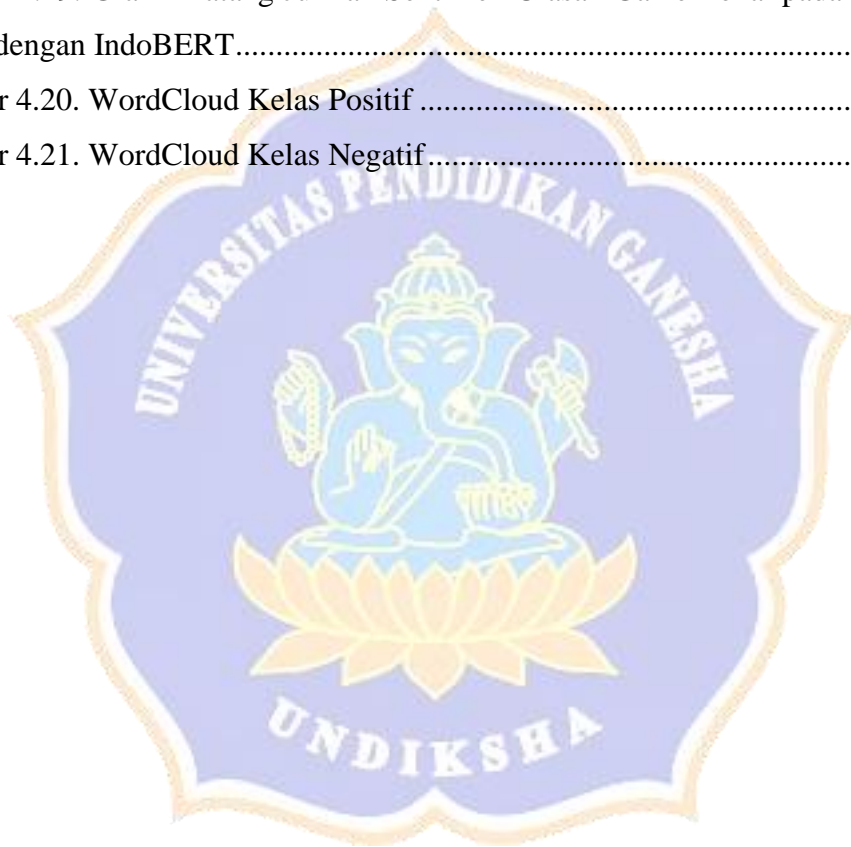 dengan IndoBERT
r 4.20. WordCloud Kelas Positif
r 4.21. WordCloud Kelas Negatif
UNIVERSITAS PENDIDIKAN GANESHA
UNDIKSHA